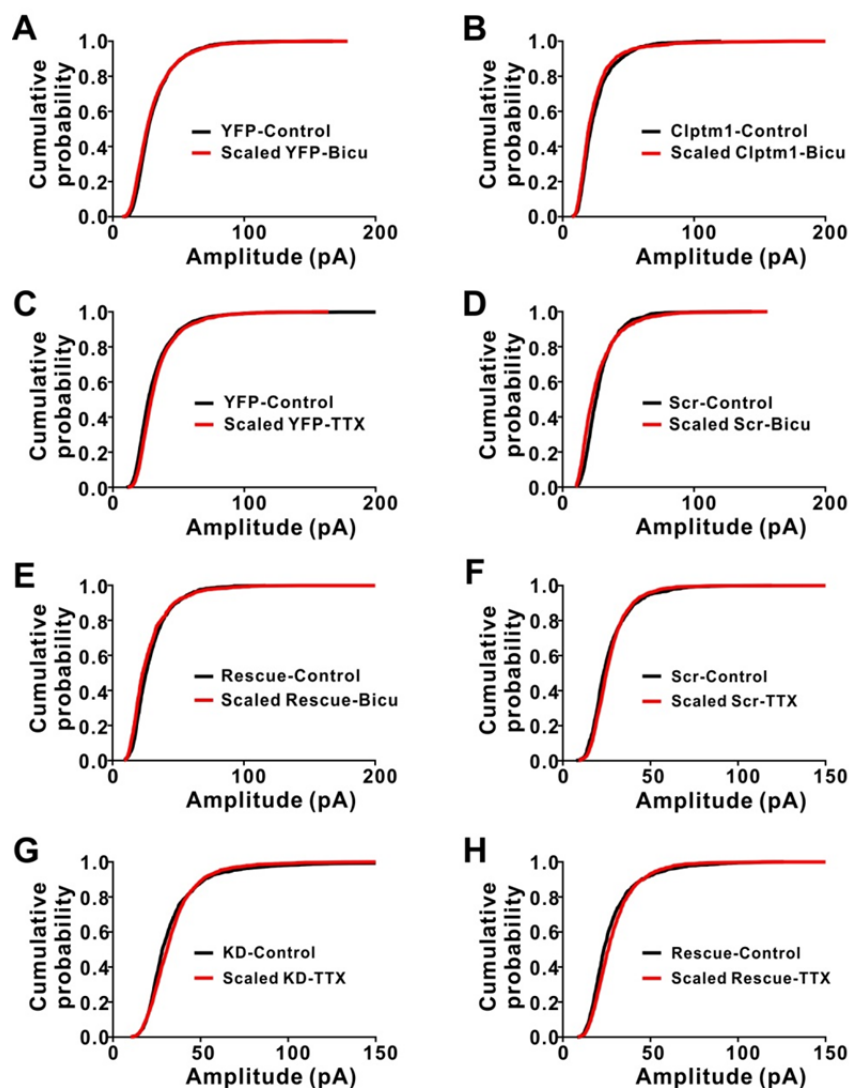 A
Cumulative
probability
1.0
0.8
0.6
0.4
0.2
0.0
YFP-Control
Scaled YFP-Bicu
0 100 200
Amplitude (pA)
B
Cumulative
probability
1.0
0.8
0.6
0.4
0.2
0.0
Clptm1-Control
Scaled Clptm1-Bicu
0 100 200
Amplitude (pA)
C
Cumulative
probability
1.0
0.8
0.6
0.4
0.2
0.0
YFP-Control
Scaled YFP-TTX
0 100 200
Amplitude (pA)
D
Cumulative
probability
1.0
0.8
0.6
0.4
0.2
0.0
Scr-Control
Scaled Scr-Bicu
0 100 200
Amplitude (pA)
E
Cumulative
probability
1.0
0.8
0.6
0.4
0.2
0.0
Rescue-Control
Scaled Rescue-Bicu
0 100 200
Amplitude (pA)
F
Cumulative
probability
1.0
0.8
0.6
0.4
0.2
0.0
Scr-Control
Scaled Scr-TTX
0 50 100 150
Amplitude (pA)
G
Cumulative
probability
1.0
0.8
0.6
0.4
0.2
0.0
KD-Control
Scaled KD-TTX
0 50 100 150
Amplitude (pA)
H
Cumulative
probability
1.0
0.8
0.6
0.4
0.2
0.0
Rescue-Control
Scaled Rescue-TTX
0 50 100 150
Amplitude (pA)